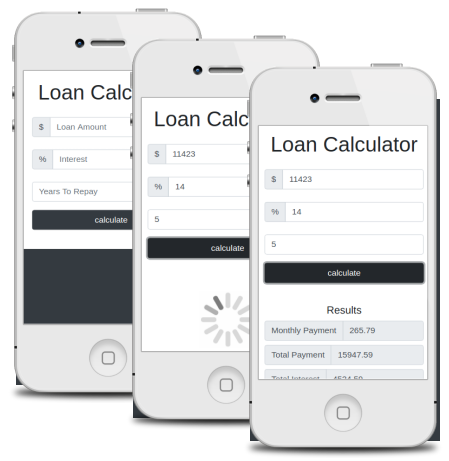 Loan Calc
$ Loan Amount
% Interest
Years To Repay
calculate
Loan Calc
$ 11423
% 14
5
calculate
Loan Calculator
$ 11423
% 14
5
calculate
Results
Monthly Payment 265.79
Total Payment 15947.59
Total Interest 4524.59